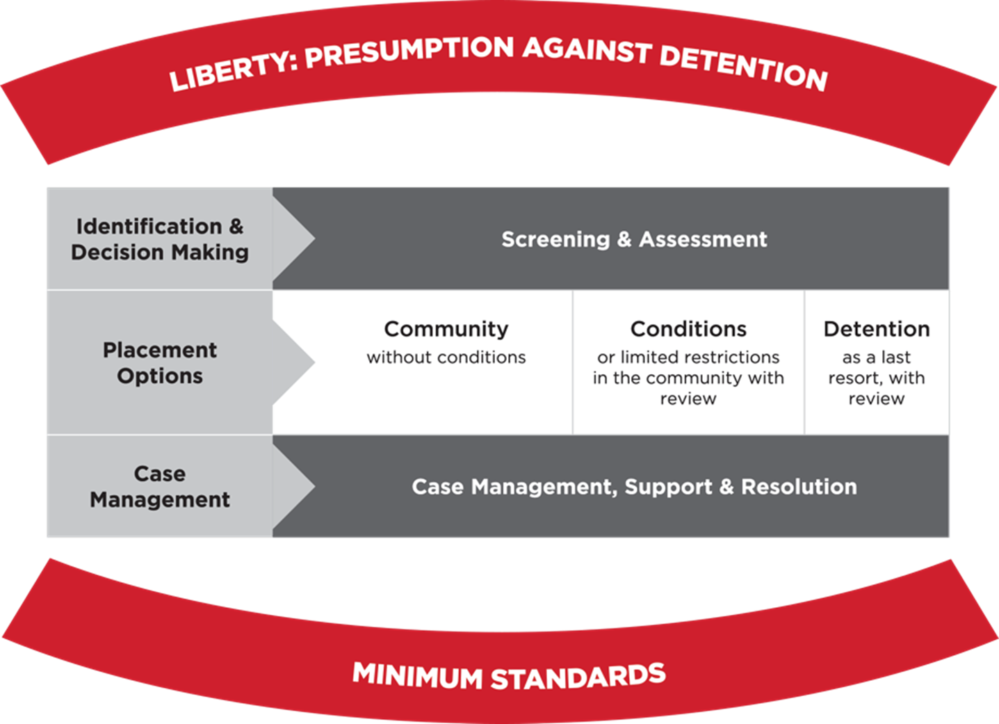 LIBERTY: PRESUMPTION AGAINST DETENTION
Identification &
Decision Making
Screening & Assessment
Placement
Options
Community
without conditions
Conditions
or limited restrictions
in the community with
review
Detention
as a last
resort, with
review
Case
Management
Case Management, Support & Resolution
MINIMUM STANDARDS